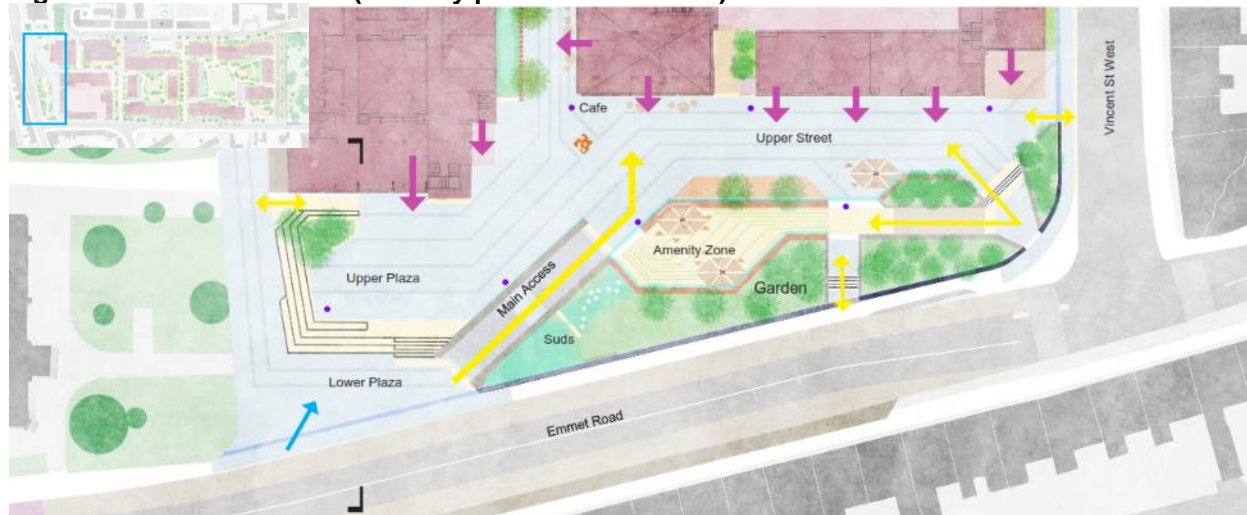 Cafe
Upper Street
Vincent St West
Amenity Zone
Upper Plaza
Main Access
Garden
Suds
Lower Plaza
Emmet Road